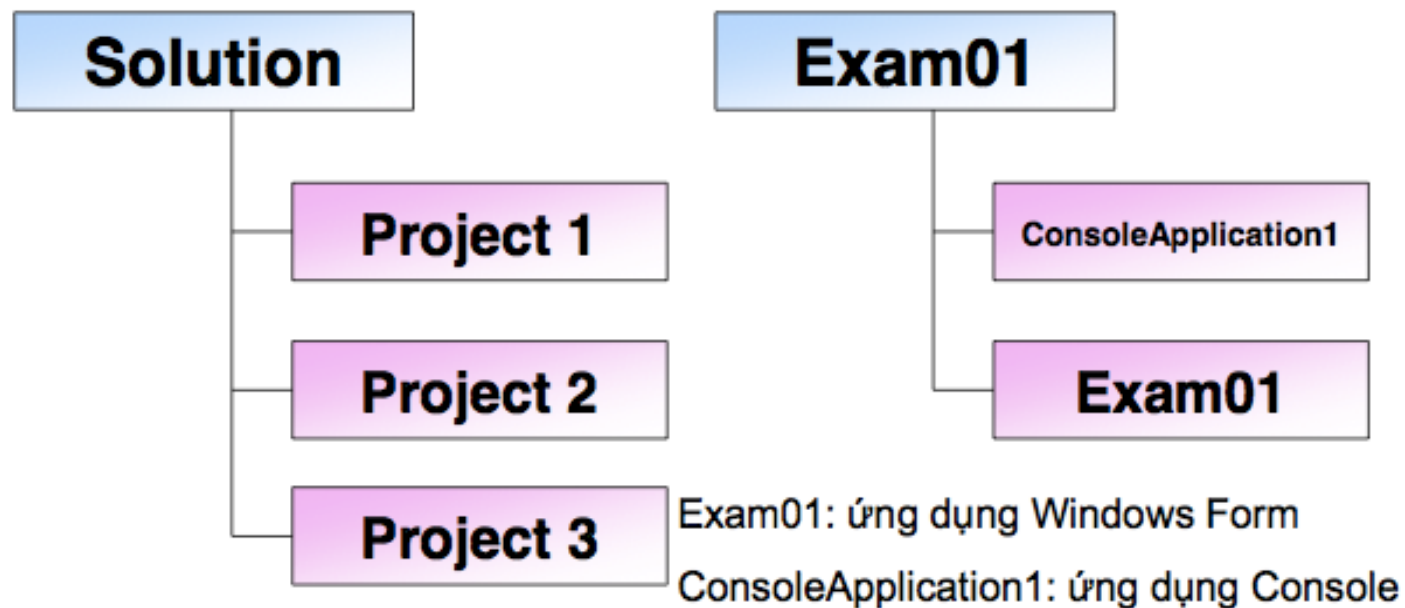 Solution
Project 1
Project 2
Project 3
Exam01
ConsoleApplication1
Exam01
Exam01: ứng dụng Windows Form
ConsoleApplication1: ứng dụng Console